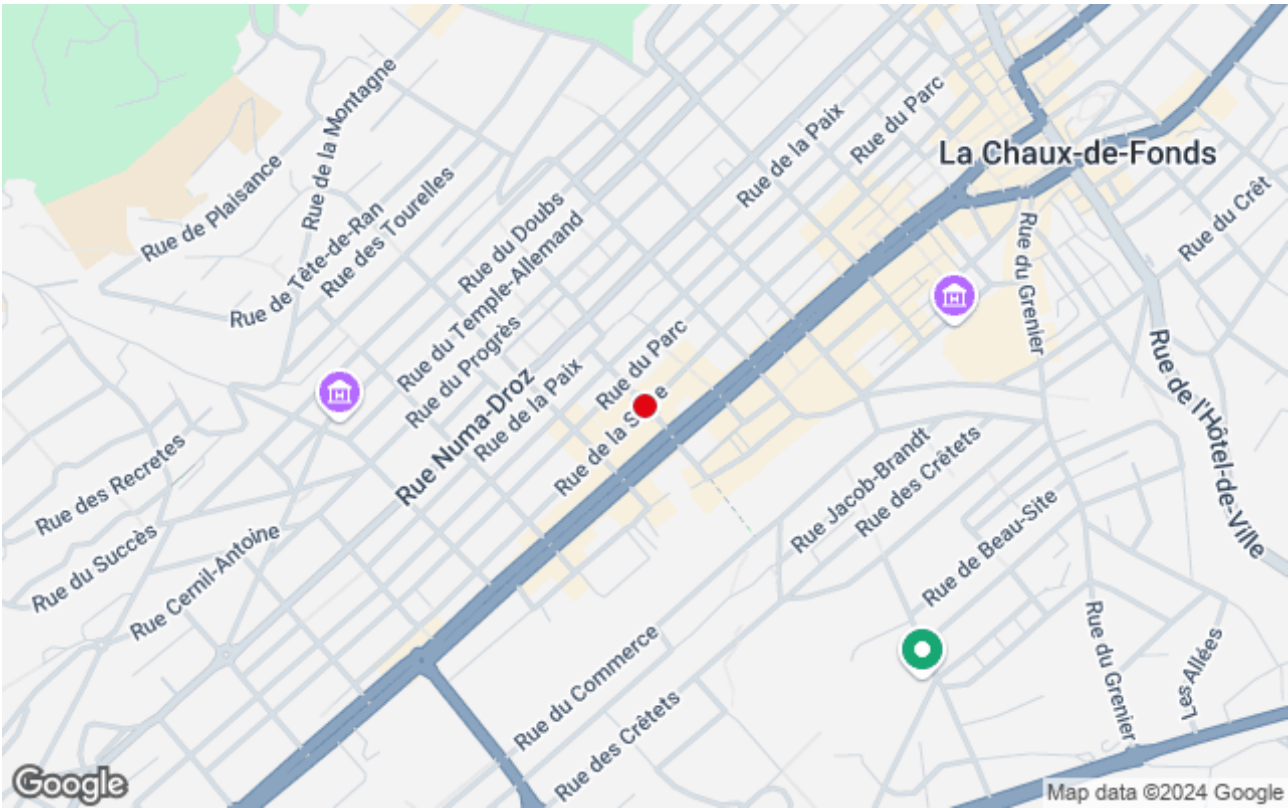 Rue de la Montagne
Rue de Plaisance
Rue de Tête-de-Ran
Rue des Tourelles
Rue du Doubs
Rue du Temple-Allemand
Rue du Progrès
Rue de la Paix
Rue du Parc
La Chaux-de-Fonds
Rue du Crêt
Rue du Grenier
Rue de l'Hôtel-de-Ville
Rue Numa-Droz
Rue de la Paix
Rue du Parc
Rue de la
Rue des Recretes
Rue du Succès
Rue Cernil-Antoine
Rue Jacob-Brandt
Rue des Crêtets
Rue de Beau-Site
Rue du Commerce
Rue des Crêtets
Rue du Grenier
Les Allées
Google
Map data ©2024 Google